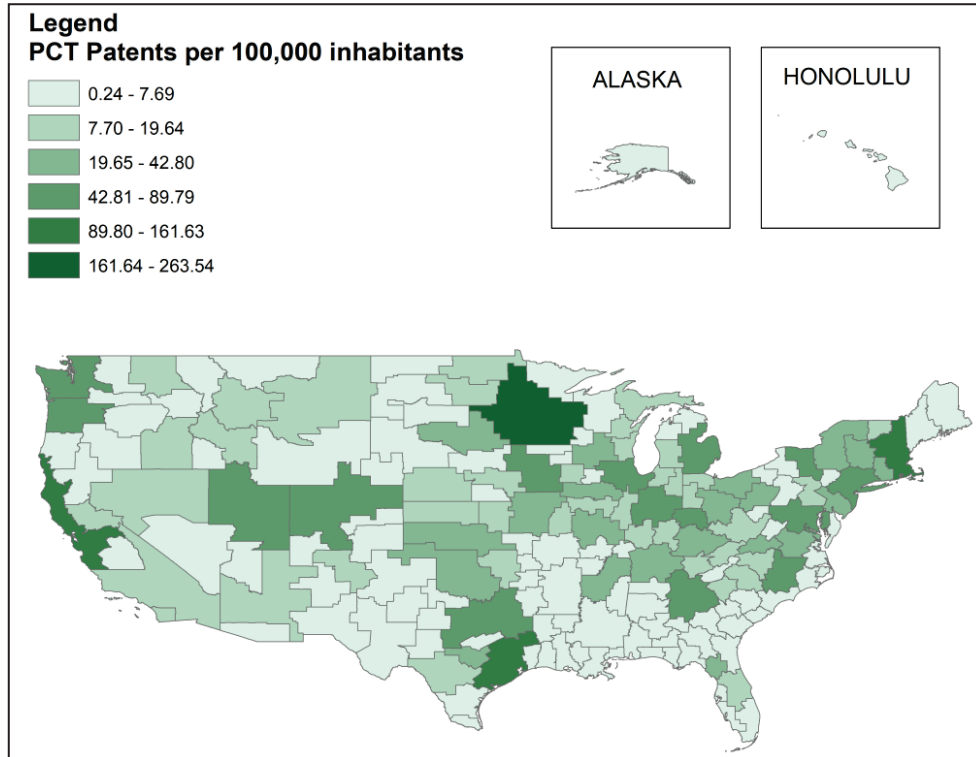 Legend
PCT Patents per 100,000 inhabitants
0.24 - 7.69
7.70 - 19.64
19.65 - 42.80
42.81 - 89.79
89.80 - 161.63
161.64 - 263.54
ALASKA
HONOLULU